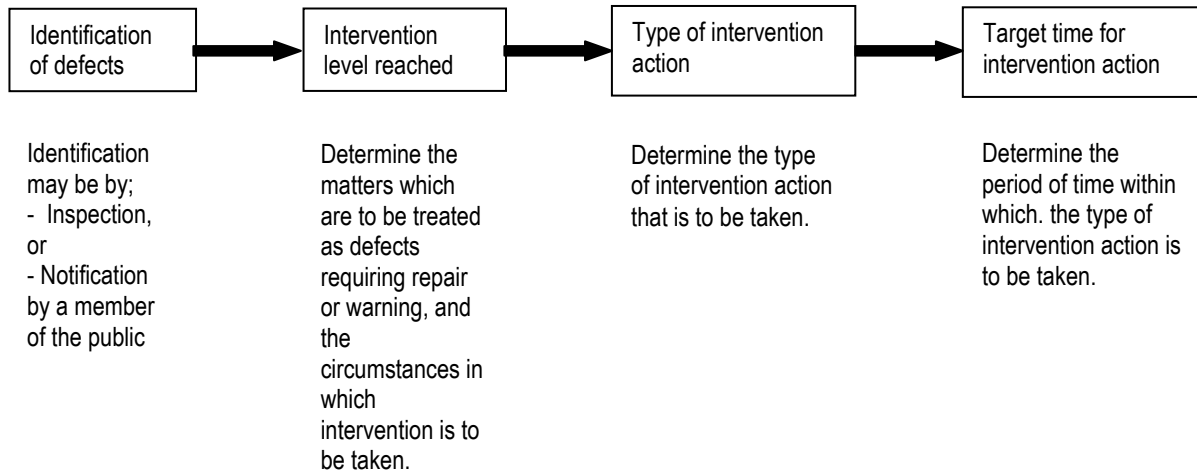 Identification
of defects
Intervention
level reached
Type of intervention
action
Target time for
intervention action
Identification
may be by;
- Inspection,
or
- Notification
by a member
of the public
Determine the
matters which
are to be treated
as defects
requiring repair
or warning, and
the
circumstances in
which
intervention is to
be taken.
Determine the type
of intervention action
that is to be taken.
Determine the
period of time within
which. the type of
intervention action is
to be taken.